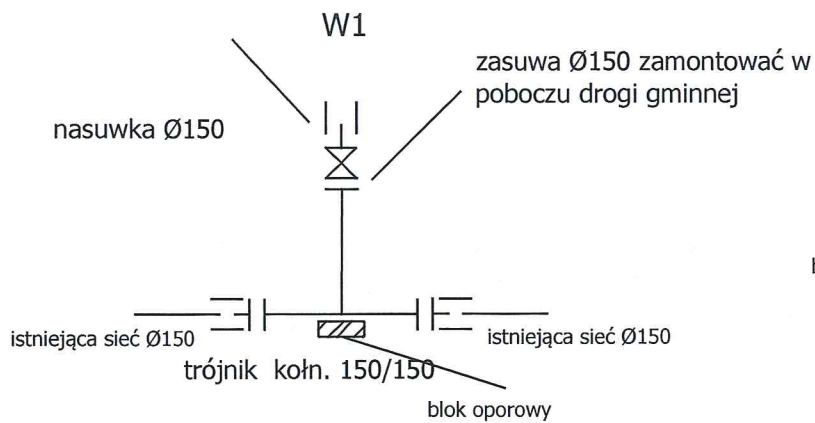 W1
zasuwa Ø150 zamontować w
poboczu drogi gminnej
nasuwka Ø150
istniejąca sieć Ø150
istniejąca sieć Ø150
trójnik kołn. 150/150
blok oporowy